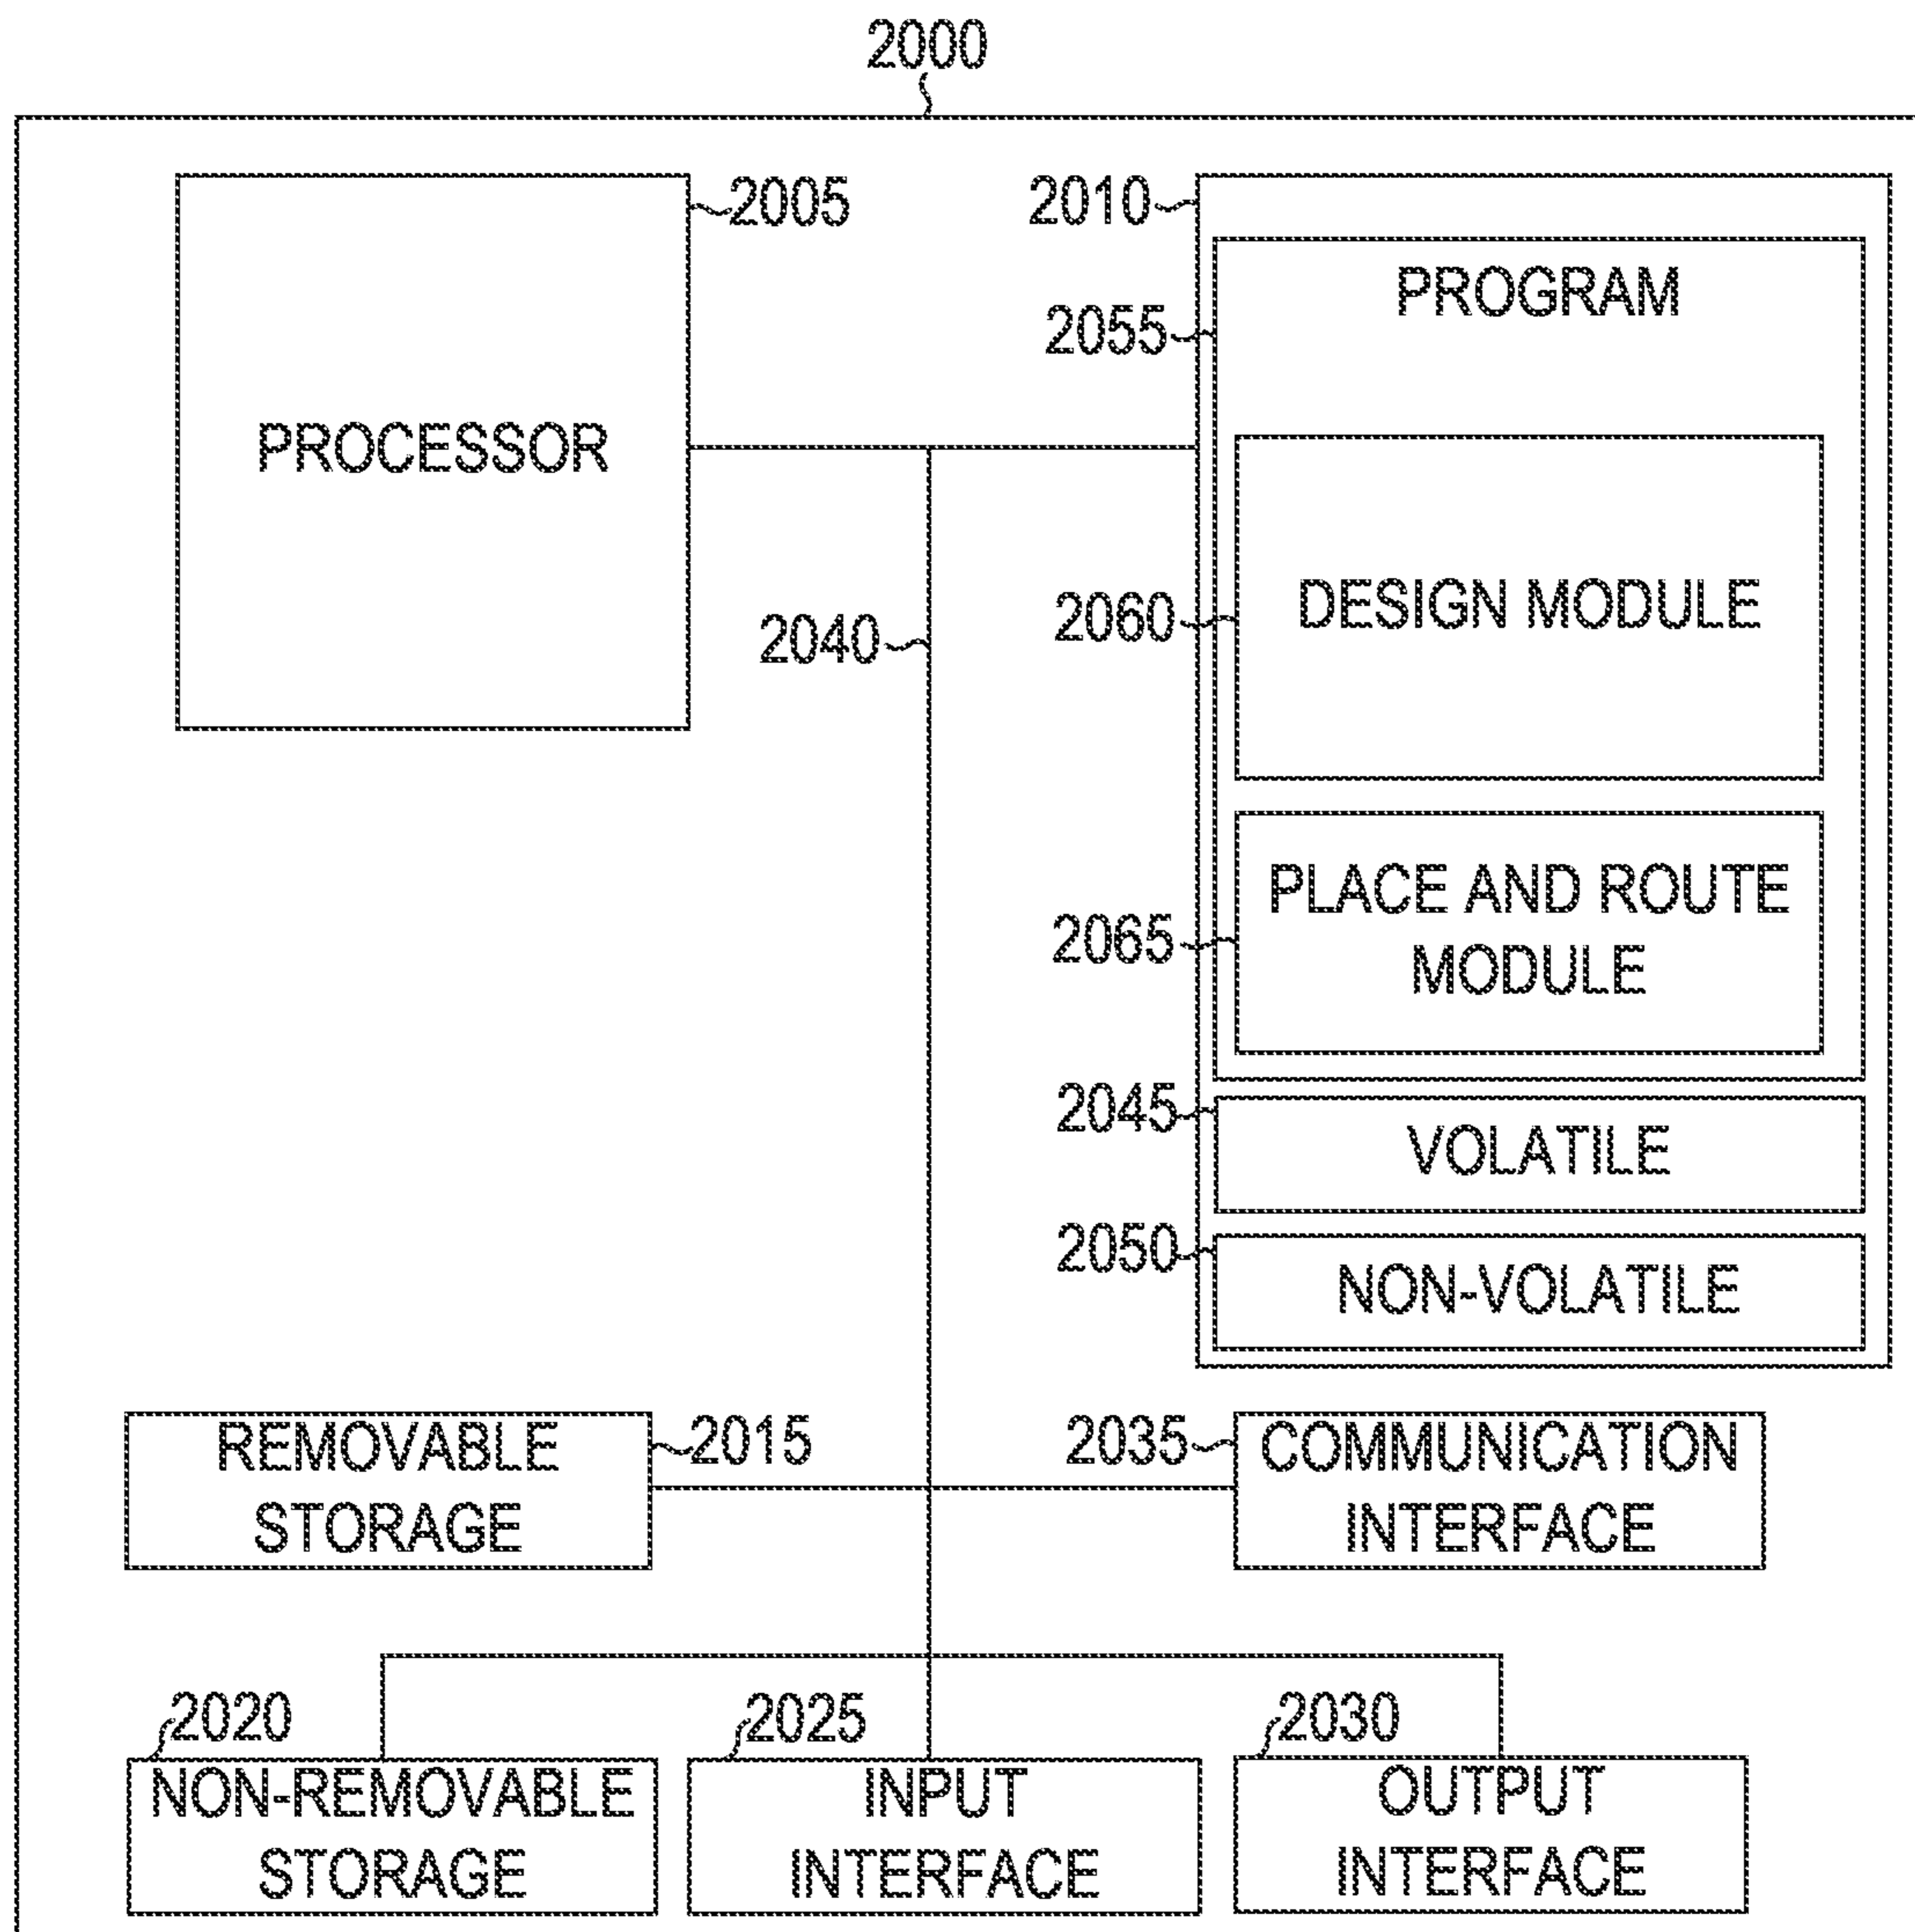 2000
2005
2010
PROGRAM
2055
PROCESSOR
DESIGN MODULE
2060
2040
PLACE AND ROUTE
MODULE
2065
2045
VOLATILE
2050
NON-VOLATILE
REMOVABLE
STORAGE
2015
2035
COMMUNICATION
INTERFACE
2020
NON-REMOVABLE
STORAGE
2025
INPUT
INTERFACE
2030
OUTPUT
INTERFACE